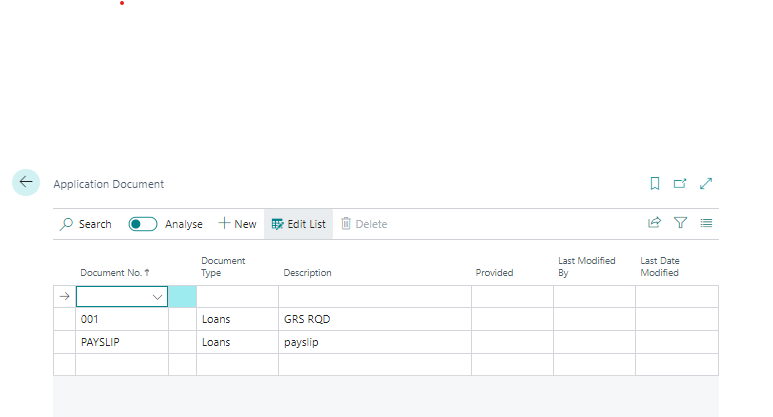 Application Document
Search Analyse New Edit List Delete
Document No. ↑ Document Type Description Provided Last Modified By Last Date Modified
001 Loans GRS RQD
PAYSLIP Loans payslip